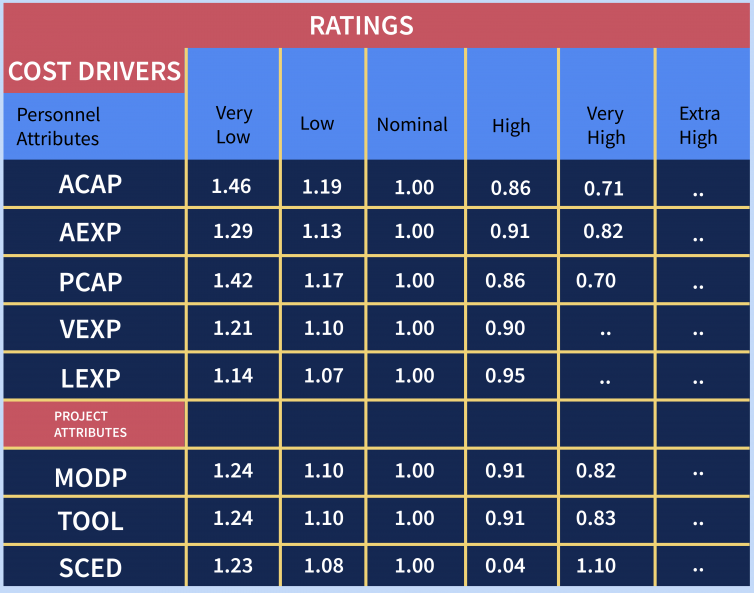 RATINGS
COST DRIVERS
Personnel Attributes Very Low Low Nominal High Very High Extra High
ACAP 1.46 1.19 1.00 0.86 0.71 ..
AEXP 1.29 1.13 1.00 0.91 0.82 ..
PCAP 1.42 1.17 1.00 0.86 0.70 ..
VEXP 1.21 1.10 1.00 0.90 .. ..
LEXP 1.14 1.07 1.00 0.95 .. ..
PROJECT
ATTRIBUTES
MODP 1.24 1.10 1.00 0.91 0.82 ..
TOOL 1.24 1.10 1.00 0.91 0.83 ..
SCED 1.23 1.08 1.00 0.04 1.10 ..